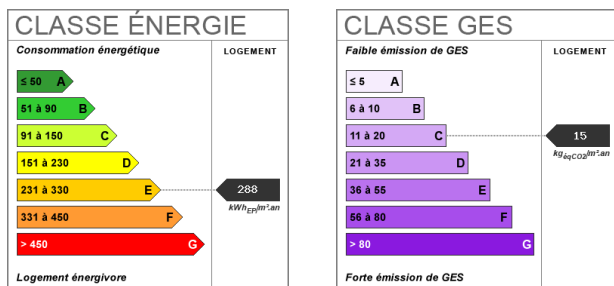 CLASSE ÉNERGIE
Consommation énergétique
LOGEMENT
≤ 50 A
51 à 90 B
91 à 150 C
151 à 230 D
231 à 330 E
288
kWhEP/m².an
331 à 450 F
> 450 G
Logement énergivore
CLASSE GES
Faible émission de GES
LOGEMENT
≤ 5 A
6 à 10 B
11 à 20 C
15
kgéqCO2/m².an
21 à 35 D
36 à 55 E
56 à 80 F
> 80 G
Forte émission de GES